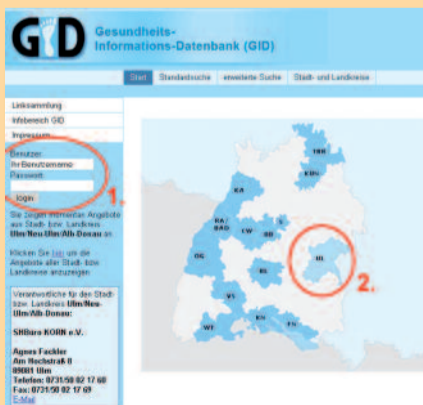 GiD
Gesundheits-
Informations-Datenbank (GID)
Start Standardsuche erweiterte Suche Stadt- und Landkreise
Linksammlung
Infobereich GID
Impressum
Benutzer:
Ihr Benutzername
Passwort:
login
1.
Sie zeigen momentan Angebote
aus Stadt- bzw. Landkreis
Ulm/Neu-Ulm/Alb-Donau an.
Klicken Sie hier um die
Angebote aller Stadt- bzw.
Landkreise anzuzeigen.
Verantwortliche für den Stadt-
bzw. Landkreis Ulm/Neu-
Ulm/Alb-Donau:
SHBüro KORN e.V.
Agnes Fackler
Am Hochsträß 8
89081 Ulm
Telefon: 0731/50 02 17 68
Fax: 0731/50 02 17 69
E-Mail
TBB
KÜN
KA
KA/
BAD
CW
BB
S
OG
UL
2.
VS
WT
KN
FN